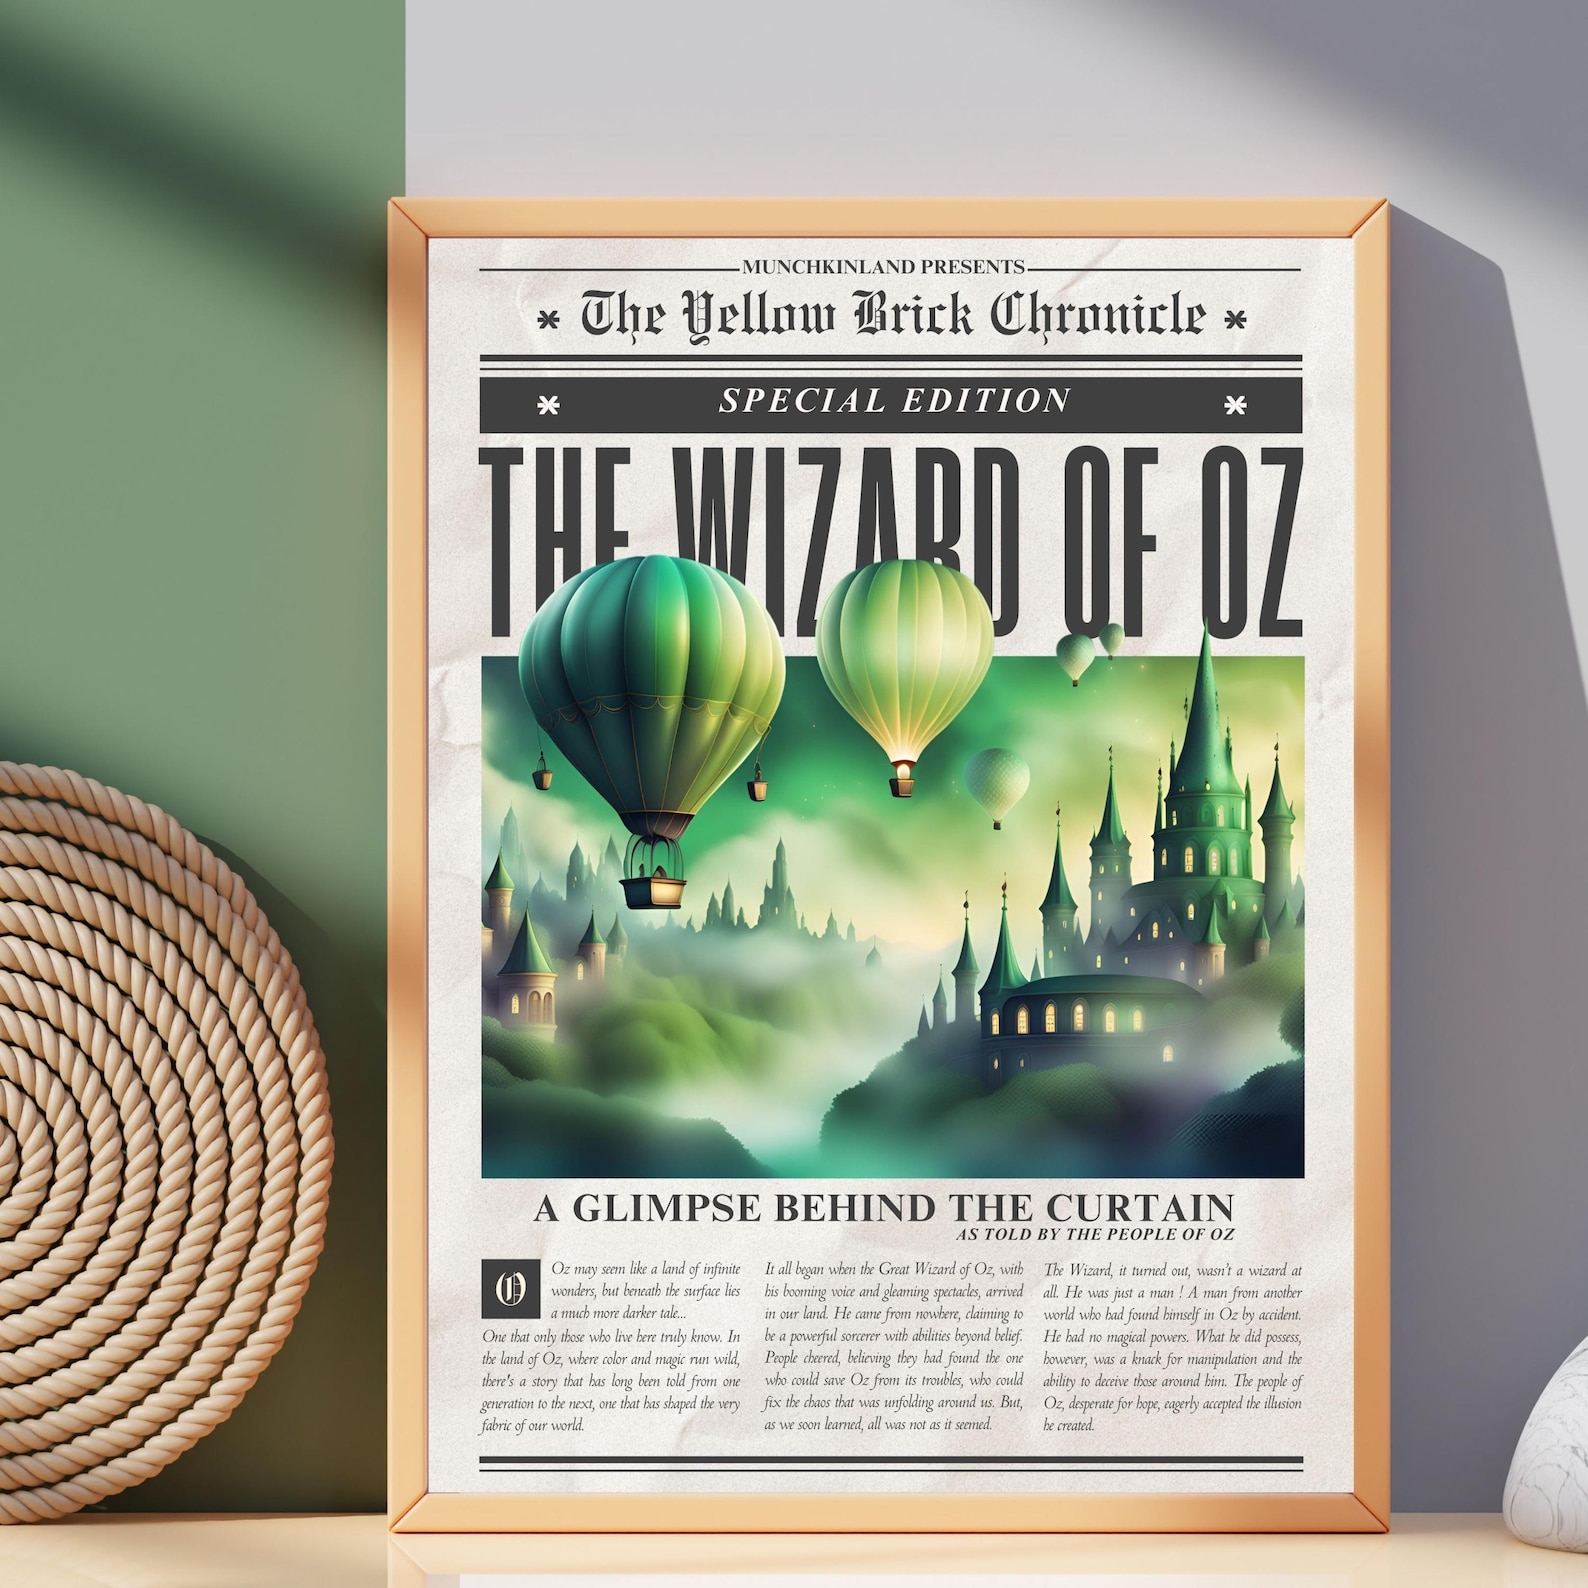 MUNCHKINLAND PRESENTS
The Yellow Brick Chronicle
SPECIAL EDITION
THE WIZARD OF OZ
A GLIMPSE BEHIND THE CURTAIN
AS TOLD BY THE PEOPLE OF OZ
O
Oz may seem like a land of infinite
wonders, but beneath the surface lies
a much more darker tale...
One that only those who live here truly know. In
the land of Oz, where color and magic run wild,
there's a story that has long been told from one
generation to the next, one that has shaped the very
fabric of our world.
It all began when the Great Wizard of Oz, with
his booming voice and gleaming spectacles, arrived
in our land. He came from nowhere, claiming to
be a powerful sorcerer with abilities beyond belief.
People cheered, believing they had found the one
who could save Oz from its troubles, who could
fix the chaos that was unfolding around us. But,
as we soon learned, all was not as it seemed.
The Wizard, it turned out, wasn't a wizard at
all. He was just a man ! A man from another
world who had found himself in Oz by accident.
He had no magical powers. What he did possess,
however, was a knack for manipulation and the
ability to deceive those around him. The people of
Oz, desperate for hope, eagerly accepted the illusion
he created.